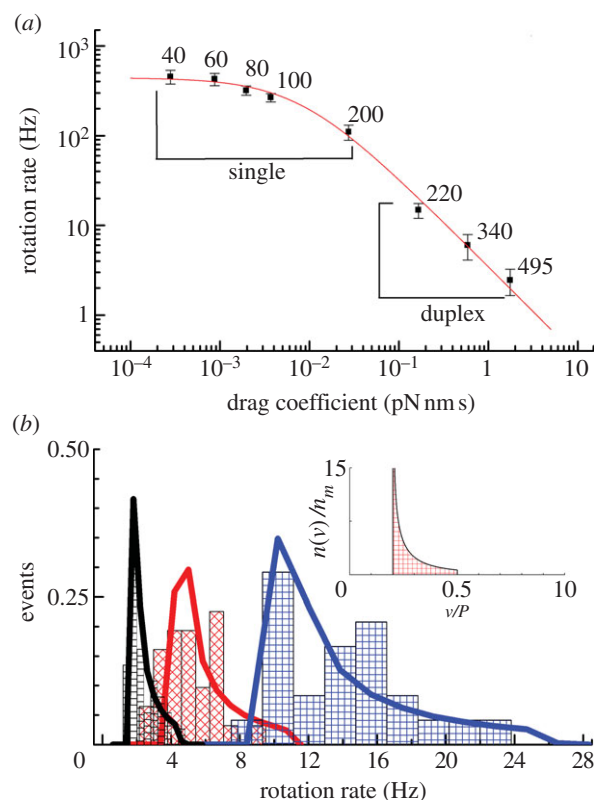 (a)
10³
10²
10
1
rotation rate (Hz)
40 60 80 100 200 220 340 495
single
duplex
10⁻⁴ 10⁻³ 10⁻² 10⁻¹ 1 10
drag coefficient (pN nm s)
(b)
0.50
0.25
0
events
15
n(v)/nₘ
0 0.5 10
v/P
4 8 12 16 20 24 28
rotation rate (Hz)